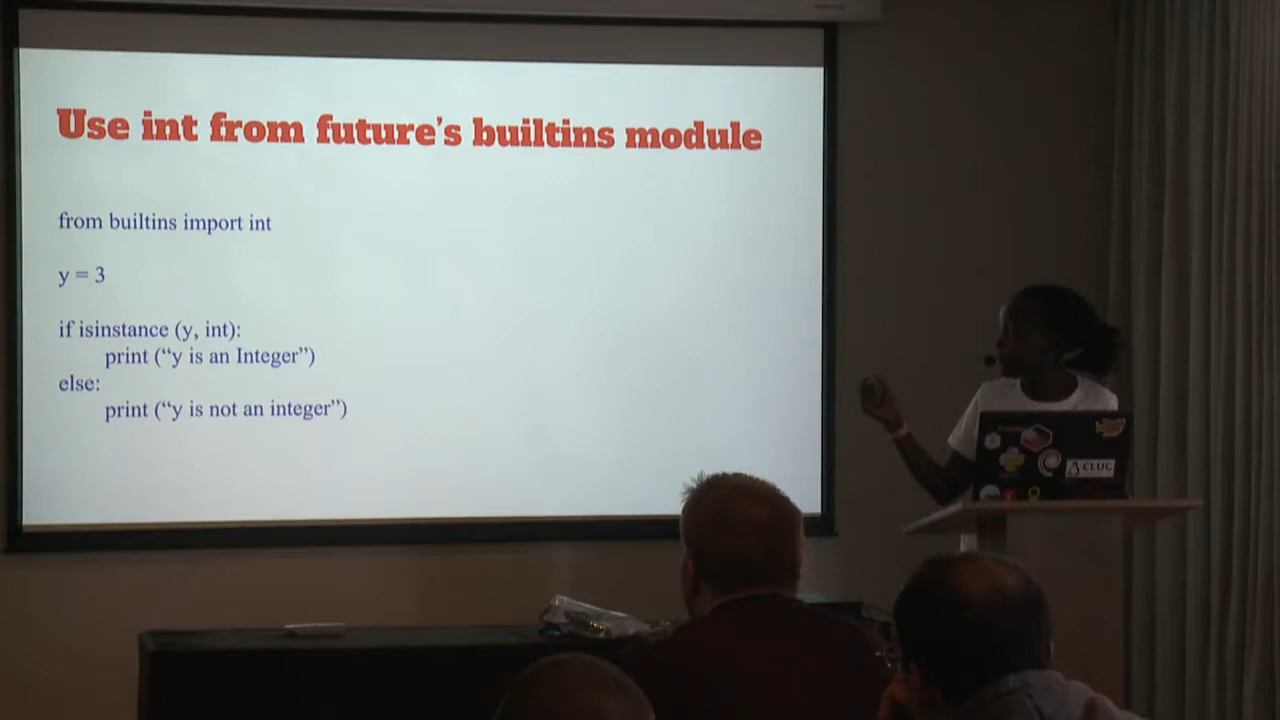 Use int from future's builtins module
from builtins import int
y = 3
if isinstance (y, int):
print (“y is an Integer”)
else:
print (“y is not an integer”)
CLUG